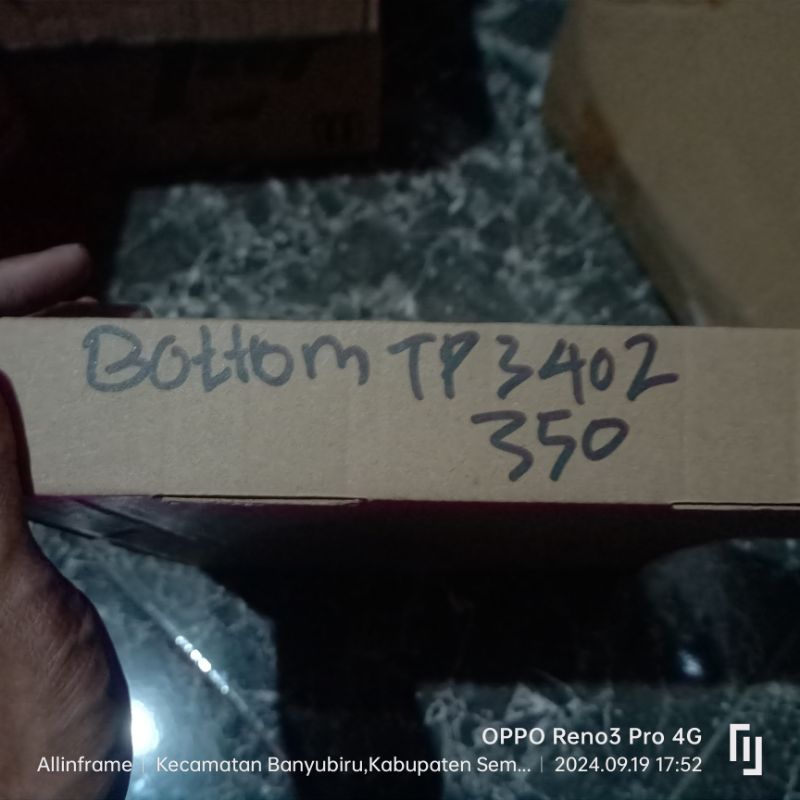 Bottom TP3402
350
OPPO Reno3 Pro 4G
Allinframe | Kecamatan Banyubiru,Kabupaten Sem... | 2024.09.19 17:52